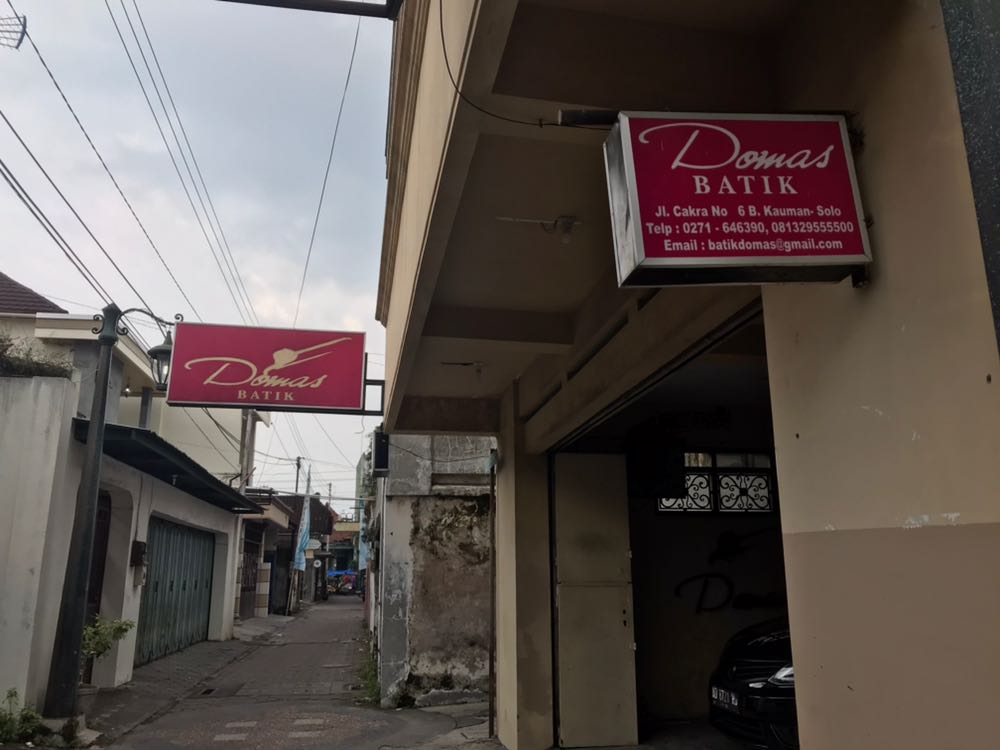 Domas
BATIK
Domas
BATIK
Jl. Cakra No 6 B. Kauman- Solo
Telp : 0271 - 646390, 081329555500
Email : batikdomas@gmail.com